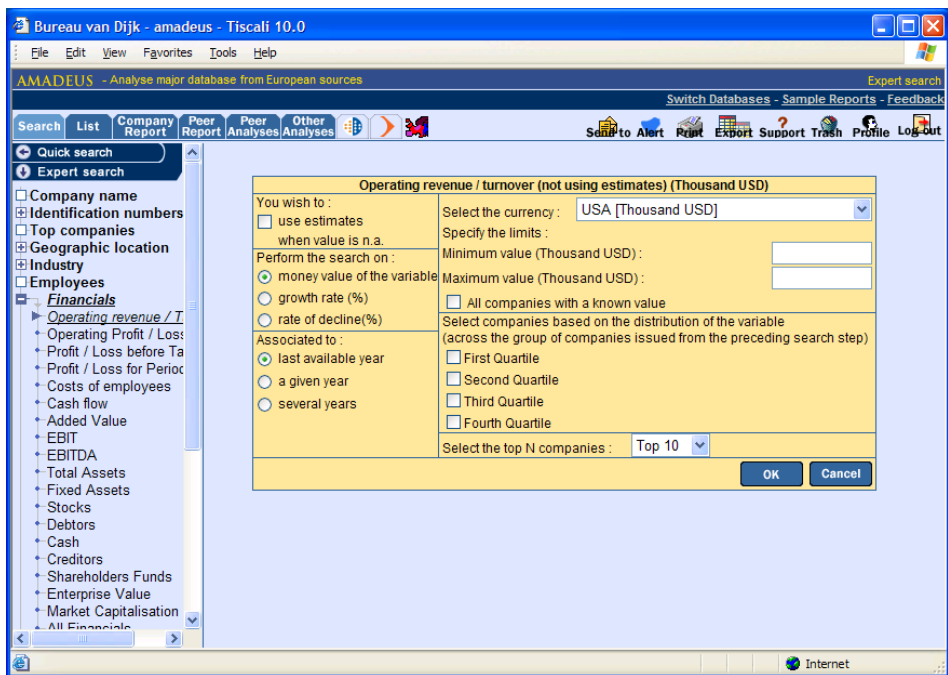 Bureau van Dijk - amadeus - Tiscali 10.0
File Edit View Favorites Tools Help
AMADEUS - Analyse major database from European sources
Expert search
Switch Databases - Sample Reports - Feedback
Search List Company Report Peer Report Peer Analyses Other Analyses
Send to Alert Print Export Support Trash Profile Log out
Quick search
Expert search
Company name
Identification numbers
Top companies
Geographic location
Industry
Employees
Financials
Operating revenue / T
Operating Profit / Loss
Profit / Loss before Ta
Profit / Loss for Period
Costs of employees
Cash flow
Added Value
EBIT
EBITDA
Total Assets
Fixed Assets
Stocks
Debtors
Cash
Creditors
Shareholders Funds
Enterprise Value
Market Capitalisation
All Financials
Operating revenue / turnover (not using estimates) (Thousand USD)
You wish to :
use estimates
when value is n.a.
Perform the search on :
money value of the variable
growth rate (%)
rate of decline(%)
Associated to :
last available year
a given year
several years
Select the currency : USA [Thousand USD]
Specify the limits :
Minimum value (Thousand USD) :
Maximum value (Thousand USD) :
All companies with a known value
Select companies based on the distribution of the variable
(across the group of companies issued from the preceding search step)
First Quartile
Second Quartile
Third Quartile
Fourth Quartile
Select the top N companies : Top 10
OK Cancel
Internet